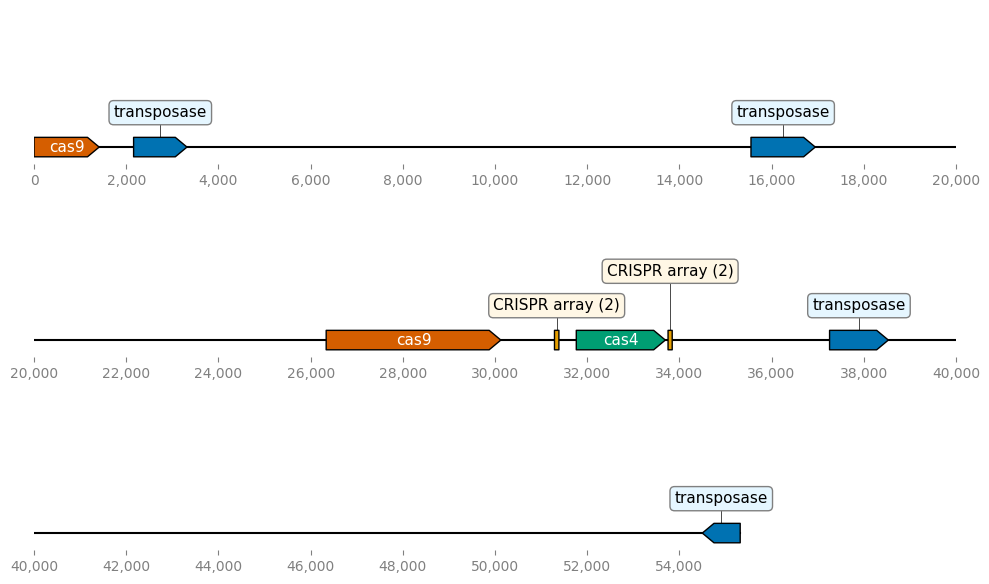 transposase transposase
cas9
0 2,000 4,000 6,000 8,000 10,000 12,000 14,000 16,000 18,000 20,000
CRISPR array (2)
CRISPR array (2) transposase
cas9 cas4
20,000 22,000 24,000 26,000 28,000 30,000 32,000 34,000 36,000 38,000 40,000
transposase
40,000 42,000 44,000 46,000 48,000 50,000 52,000 54,000